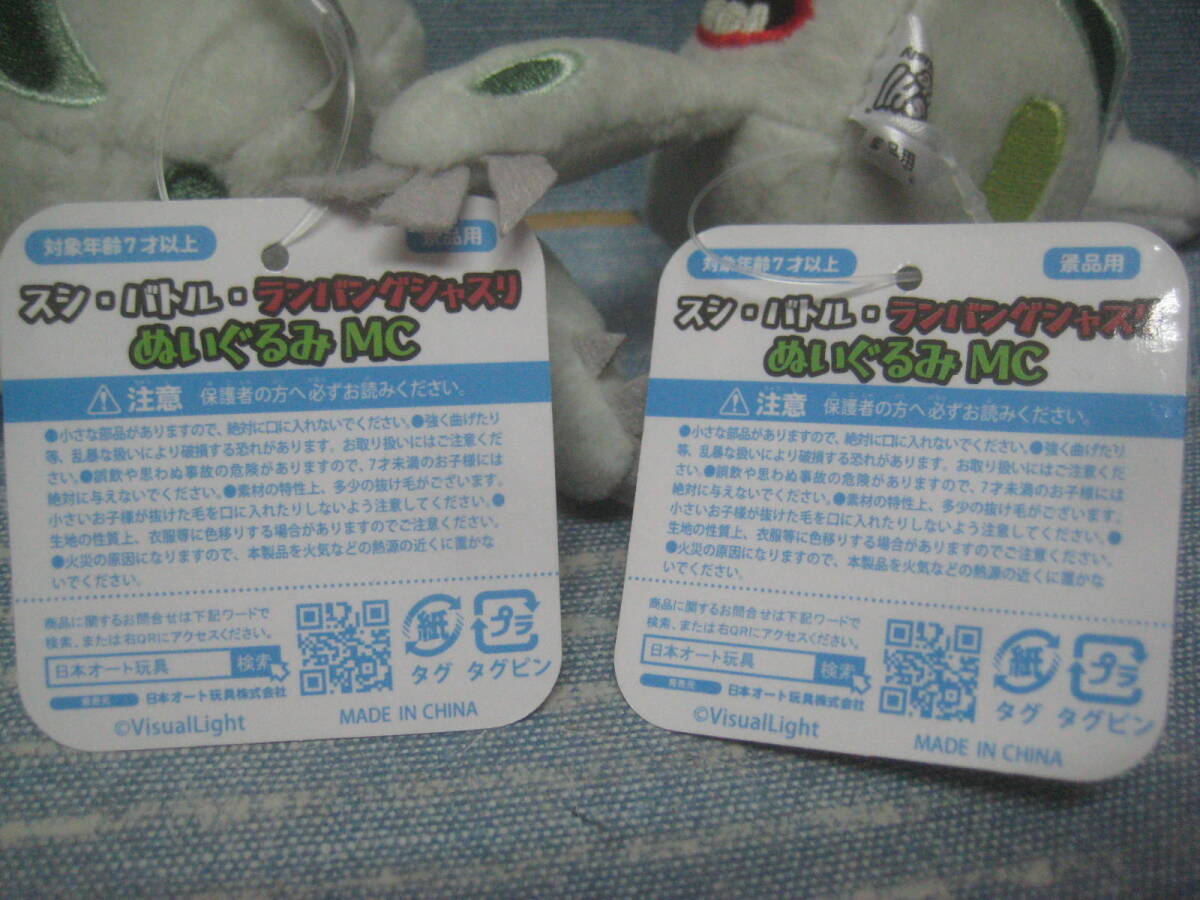 対象年齢7才以上
景品用
スシ・バトル・ランバングシャスリ
ぬいぐるみMC
注意 保護者の方へ必ずお読みください。
●小さな部品がありますので、絶対に口に入れないでください。●強く曲げたり
等、乱暴な扱いにより破損する恐れがあります。お取り扱いにはご注意くだ
さい。●誤飲や思わぬ事故の危険がありますので、7才未満のお子様には
絶対に与えないでください。●素材の特性上、多少の抜け毛がございます。
小さいお子様が抜けた毛を口に入れたりしないよう注意してください。●
生地の性質上、衣服等に色移りする場合がありますのでご注意ください。
●火災の原因になりますので、本製品を火気などの熱源の近くに置かな
いでください。
商品に関するお問合せは下記ワードで
検索、または右QRにアクセスください。
日本オート玩具 検索
発売元 日本オート玩具株式会社
©VisualLight
MADE IN CHINA
紙
タグ
プラ
タグピン
景品用
対象年齢7才以上
景品用
スシ・バトル・ランバングシャスリ
ぬいぐるみMC
注意 保護者の方へ必ずお読みください。
●小さな部品がありますので、絶対に口に入れないでください。●強く曲げたり
等、乱暴な扱いにより破損する恐れがあります。お取り扱いにはご注意くだ
さい。●誤飲や思わぬ事故の危険がありますので、7才未満のお子様には
絶対に与えないでください。●素材の特性上、多少の抜け毛がございます。
小さいお子様が抜けた毛を口に入れたりしないよう注意してください。●
生地の性質上、衣服等に色移りする場合がありますのでご注意ください。
●火災の原因になりますので、本製品を火気などの熱源の近くに置かな
いでください。
商品に関するお問合せは下記ワードで
検索、または右QRにアクセスください。
日本オート玩具 検索
発売元 日本オート玩具株式会社
©VisualLight
MADE IN CHINA
紙
タグ
プラ
タグピン